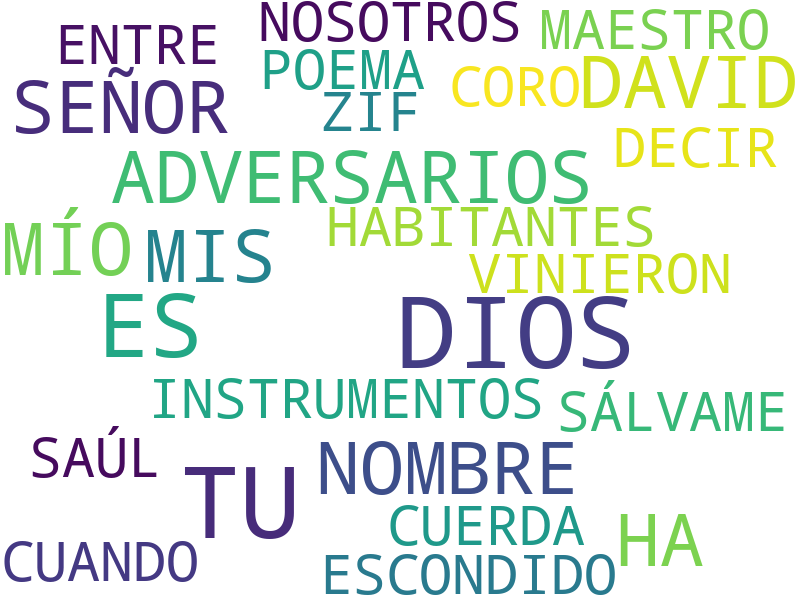 ENTRE NOSOTROS MAESTRO
SEÑOR POEMA CORO DAVID
ZIF DECIR
ADVERSARIOS
MÍO MIS HABITANTES
VINIERON
ES DIOS
INSTRUMENTOS SÁLVAME
SAÚL TU NOMBRE
CUERDA HA
CUANDO ESCONDIDO